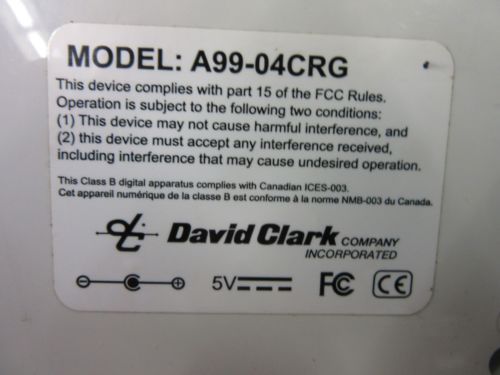 MODEL: A99-04CRG
This device complies with part 15 of the FCC Rules.
Operation is subject to the following two conditions:
(1) This device may not cause harmful interference, and
(2) this device must accept any interference received,
including interference that may cause undesired operation.
This Class B digital apparatus complies with Canadian ICES-003.
Cet appareil numérique de la classe B est conforme à la norme NMB-003 du Canada.
David Clark COMPANY
INCORPORATED
5V FC CE